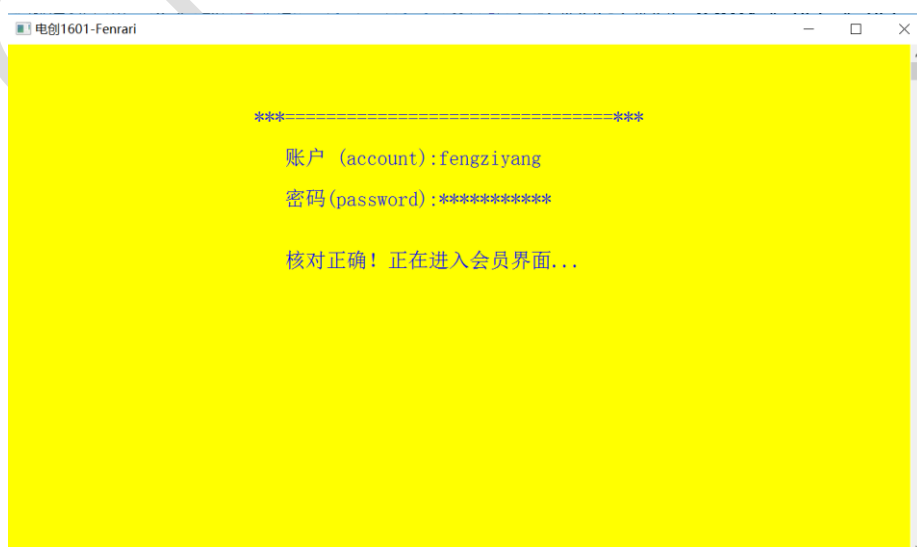 电创1601-Fenrari
***================================***
账户 (account):fengziyang
密码(password):***********
核对正确! 正在进入会员界面...